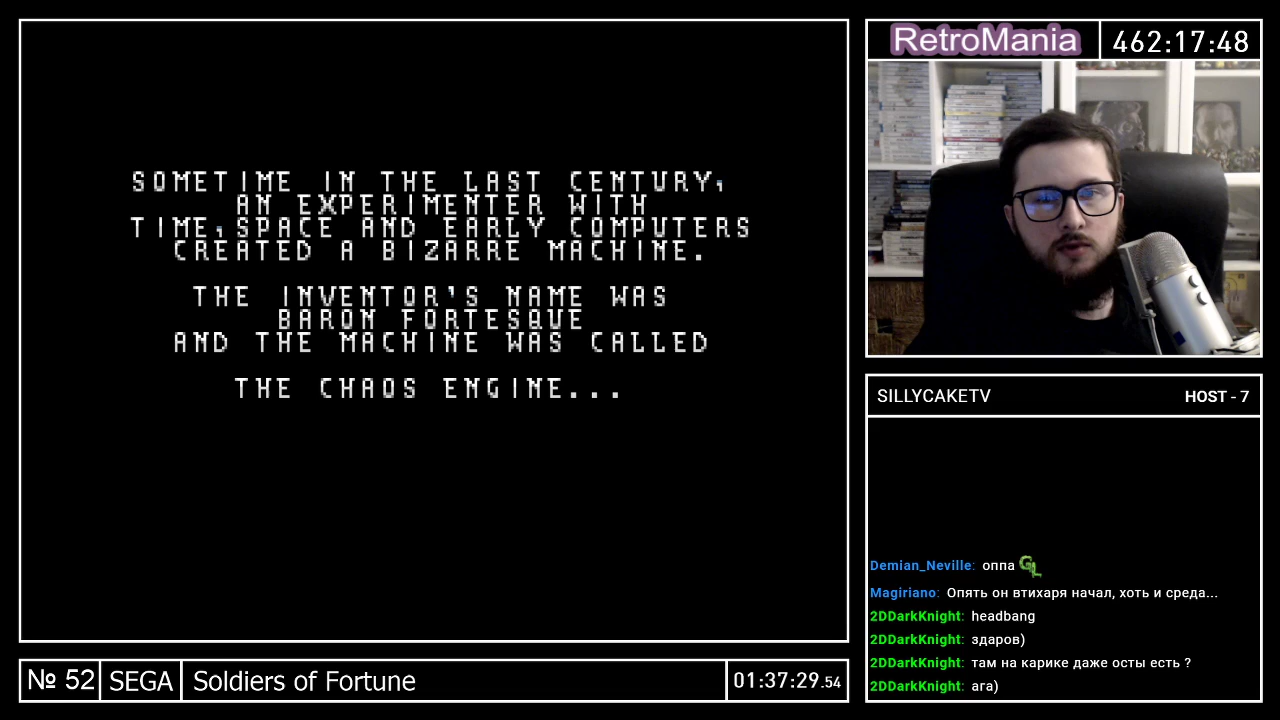 SOMETIME IN THE LAST CENTURY,
AN EXPERIMENTER WITH
TIME,SPACE AND EARLY COMPUTERS
CREATED A BIZARRE MACHINE.
THE INVENTOR'S NAME WAS
BARON FORTESQUE
AND THE MACHINE WAS CALLED
THE CHAOS ENGINE...
№ 52 SEGA Soldiers of Fortune 01:37:29.54
RetroMania 462:17:48
SILLYCAKETV HOST - 7
Demian_Neville: оппа GL
Magiriano: Опять он втихаря начал, хоть и среда...
2DDarkKnight: headbang
2DDarkKnight: здаров)
2DDarkKnight: там на карике даже осты есть ?
2DDarkKnight: ага)